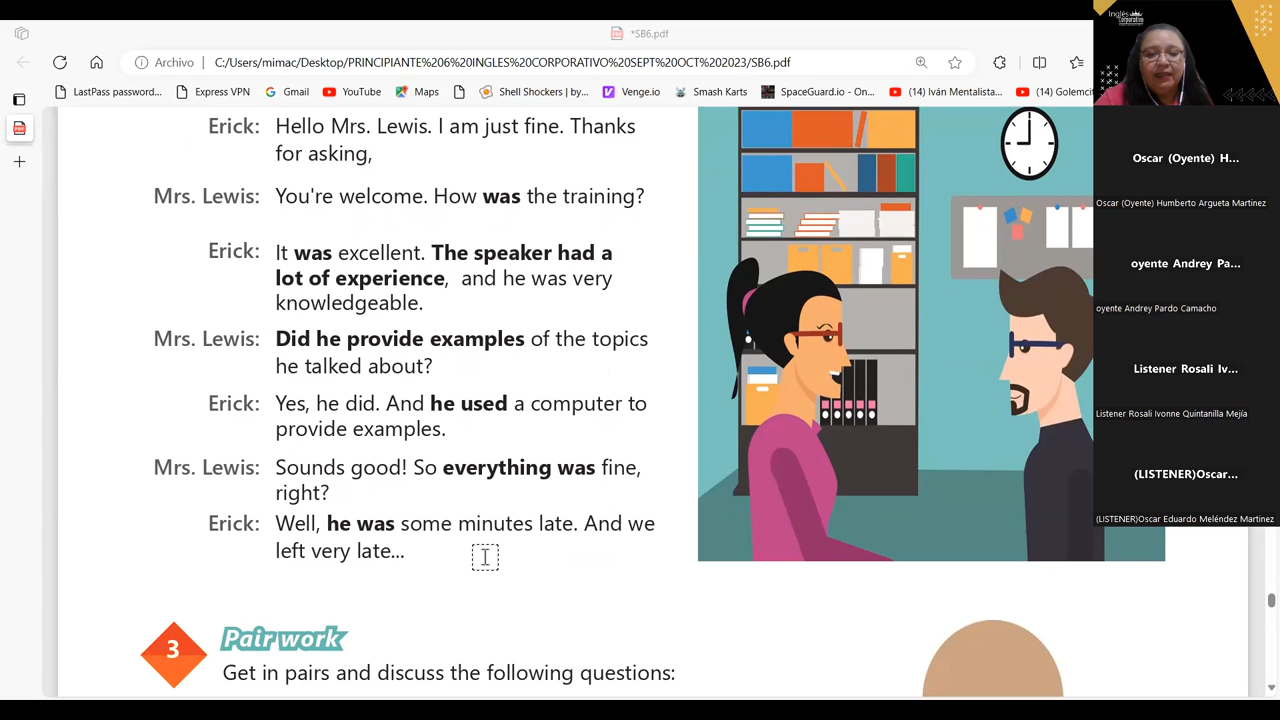 *SB6.pdf
Archivo
C:/Users/mimac/Desktop/PRINCIPIANTE%206%20INGLES%20CORPORATIVO%20SEPT%20OCT%202023/SB6.pdf
LastPass password...
Express VPN
Gmail
YouTube
Maps
Shell Shockers | by...
Venge.io
Smash Karts
SpaceGuard.io - On...
(14) Iván Mentalista...
(14) Golemcit
Erick: Hello Mrs. Lewis. I am just fine. Thanks
for asking,
Mrs. Lewis: You're welcome. How was the training?
Erick: It was excellent. The speaker had a
lot of experience, and he was very
knowledgeable.
Mrs. Lewis: Did he provide examples of the topics
he talked about?
Erick: Yes, he did. And he used a computer to
provide examples.
Mrs. Lewis: Sounds good! So everything was fine,
right?
Erick: Well, he was some minutes late. And we
left very late...
3
Pair work
Get in pairs and discuss the following questions:
Inglés
Corporativo
Oscar (Oyente) H...
Oscar (Oyente) Humberto Argueta Martinez
oyente Andrey Pa...
oyente Andrey Pardo Camacho
Listener Rosali Iv...
Listener Rosali Ivonne Quintanilla Mejía
(LISTENER)Oscar...
(LISTENER)Oscar Eduardo Meléndez Martinez